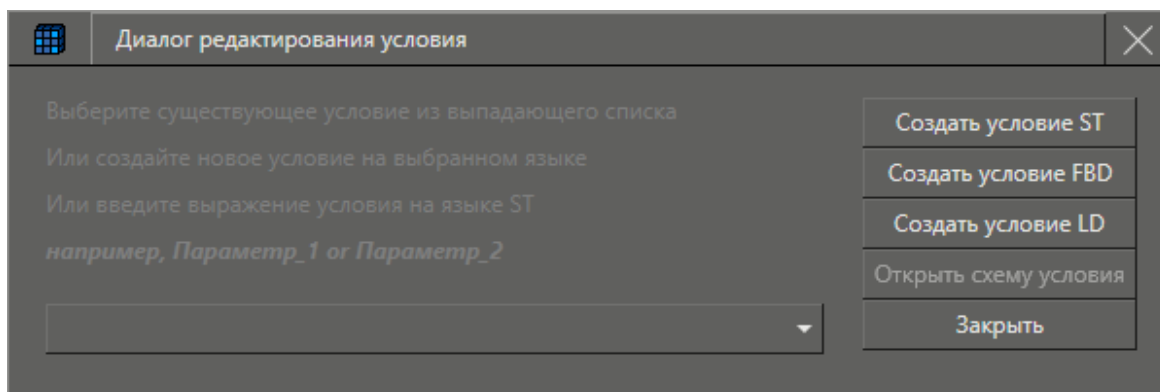 Диалог редактирования условия
Выберите существующее условие из выпадающего списка
Или создайте новое условие на выбранном языке
Или введите выражение условия на языке ST
например, Параметр_1 or Параметр_2
Создать условие ST
Создать условие FBD
Создать условие LD
Открыть схему условия
Закрыть